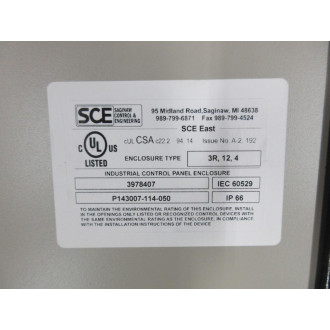 SCE SAGINAW CONTROL & ENGINEERING
95 Midland Road,Saginaw, MI 48638
989-799-6871 Fax 989-799-4524
SCE East
C UL US LISTED
cUL CSA c22.2 94. 14 Issue No. A-2 192
ENCLOSURE TYPE 3R, 12, 4
INDUSTRIAL CONTROL PANEL ENCLOSURE
3978407 IEC 60529
P143007-114-050 IP 66
TO MAINTAIN THE ENVIRONMENTAL RATING OF THIS ENCLOSURE, INSTALL
IN THE OPENINGS ONLY LISTED OR RECOGNIZED CONDUIT DEVICES WITH
THE SAME ENVIRONMENTAL RATING AS THE ENCLOSURE, IN COMPLIANCE
WITH THE INSTALLATION INSTRUCTIONS OF THE DEVICE